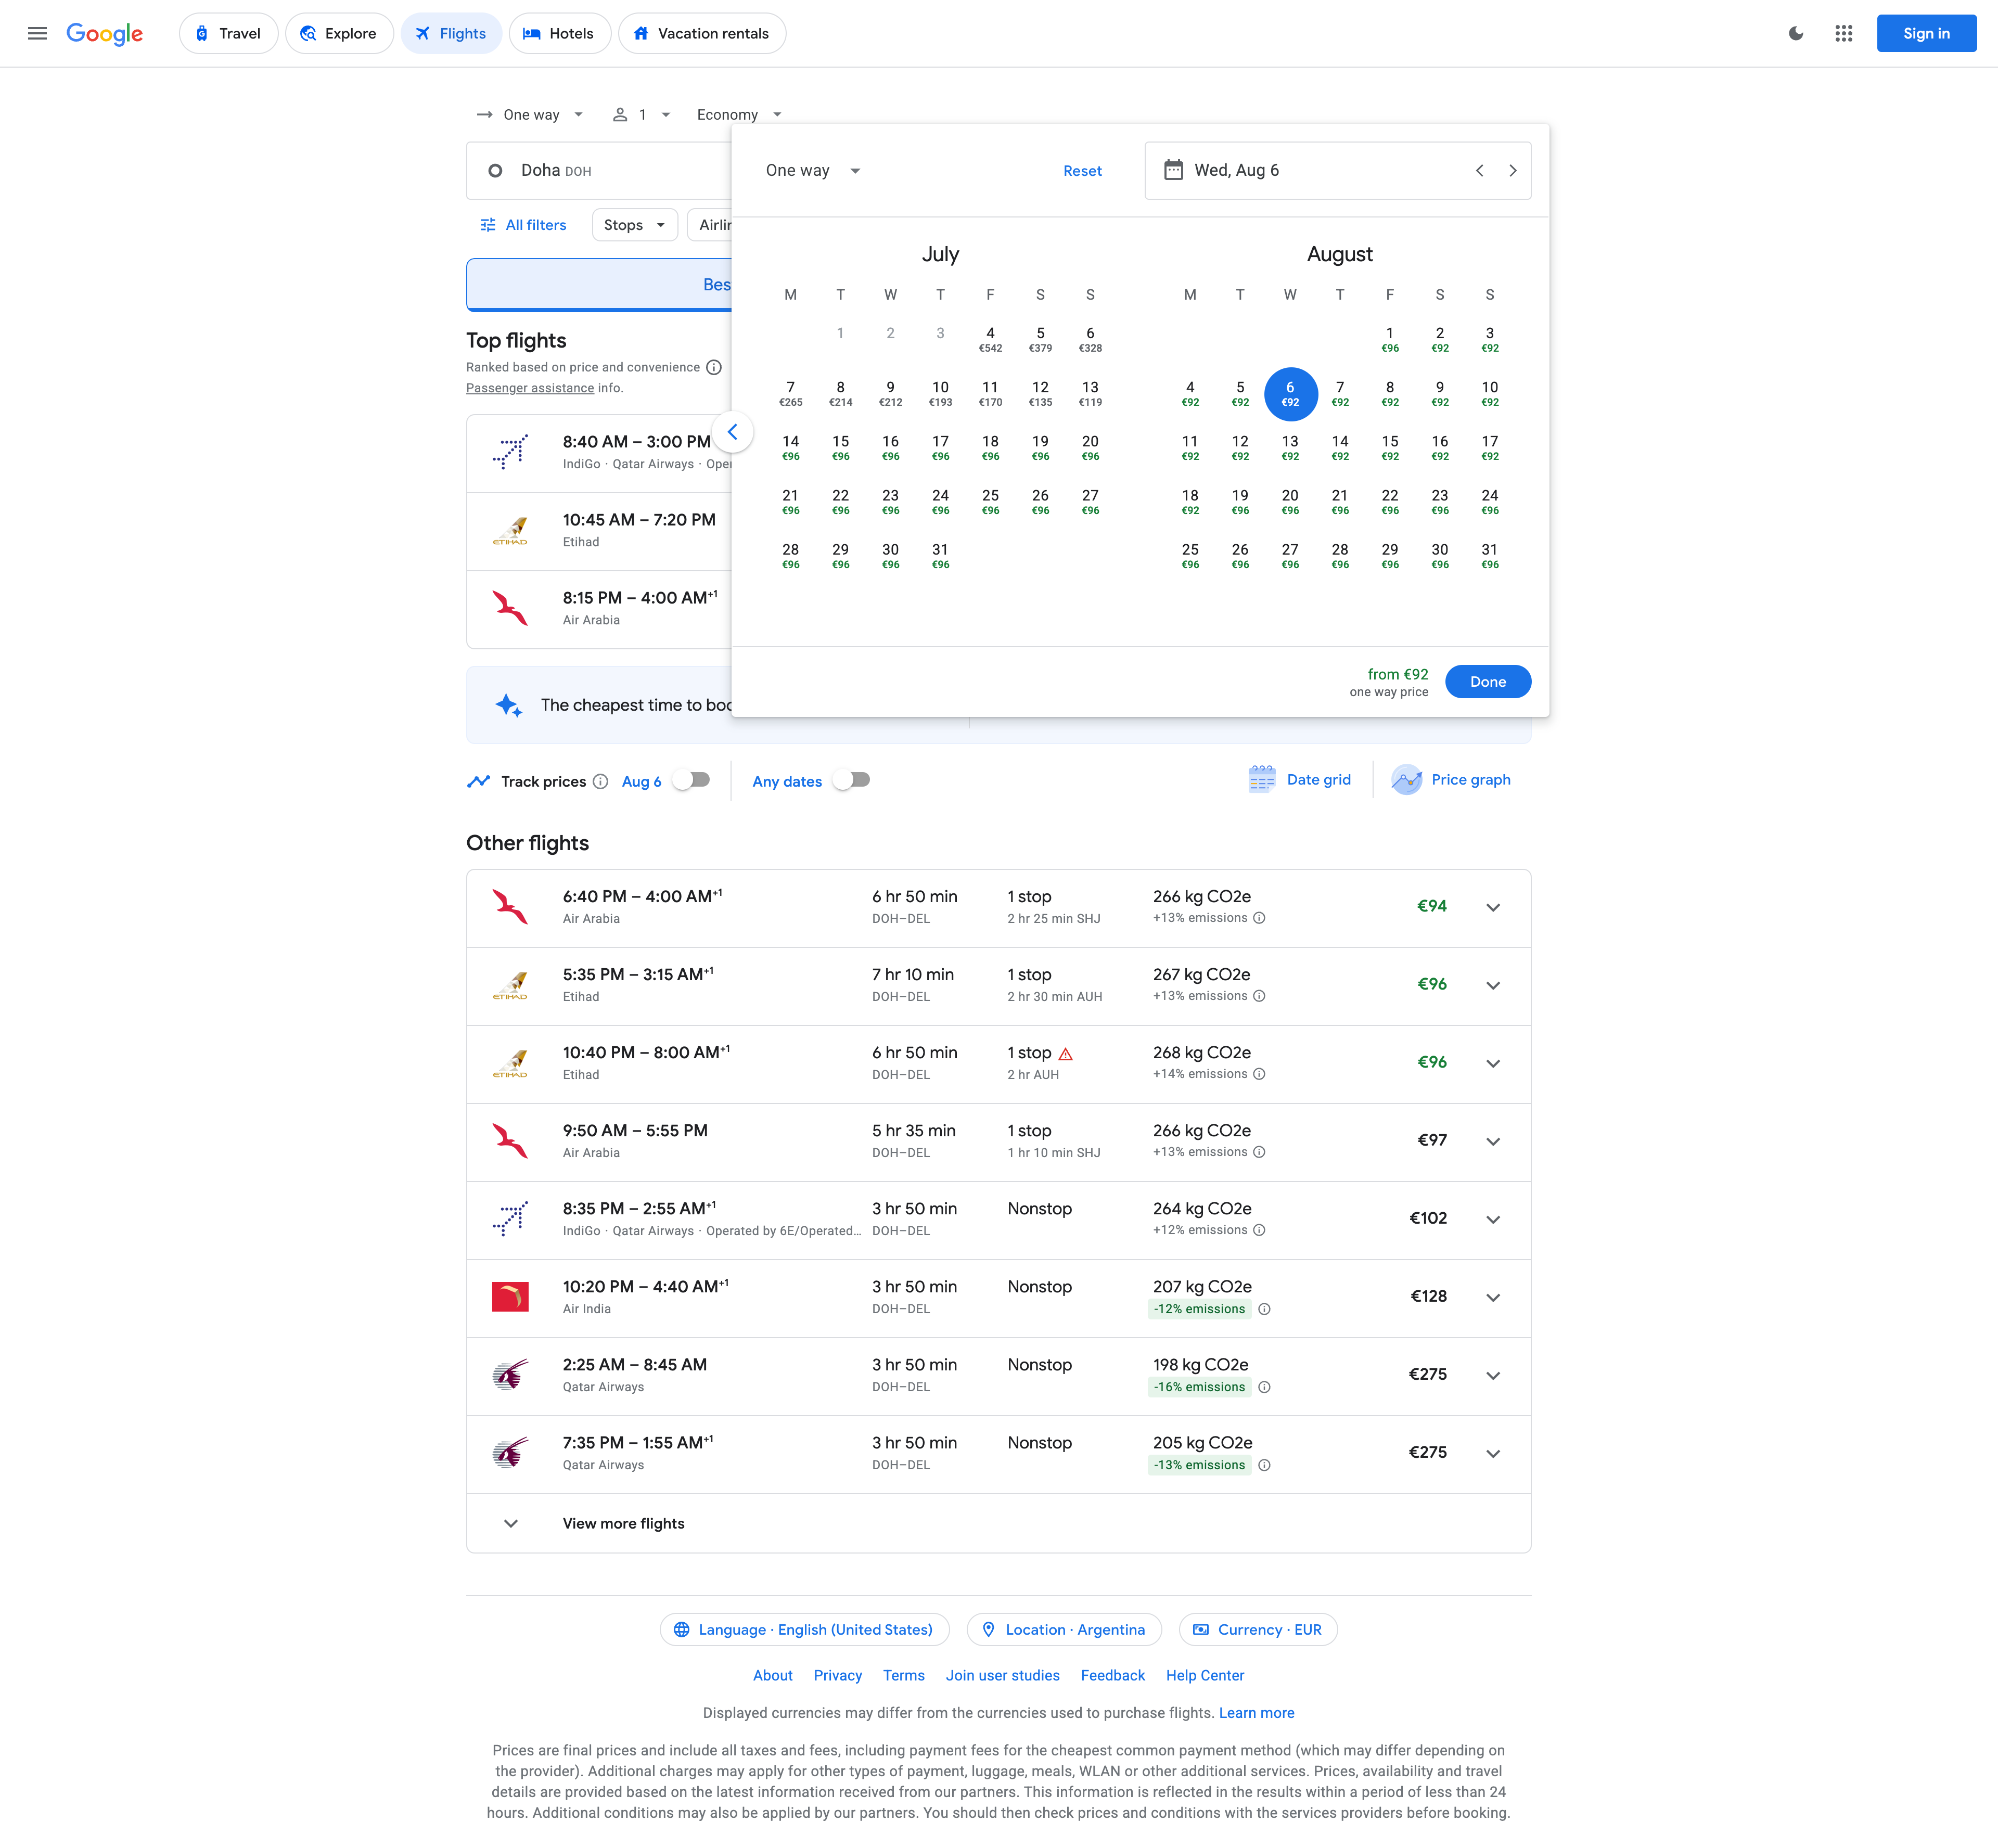 Google
Travel
Explore
Flights
Hotels
Vacation rentals
Sign in
One way
1
Economy
Doha DOH
One way
Reset
Wed, Aug 6
All filters
Stops
Airlin
Bes
July
M T W T F S S
1 2 3 4 5 6
€542 €379 €328
7 8 9 10 11 12 13
€265 €214 €212 €193 €170 €135 €119
14 15 16 17 18 19 20
€96 €96 €96 €96 €96 €96 €96
21 22 23 24 25 26 27
€96 €96 €96 €96 €96 €96 €96
28 29 30 31
€96 €96 €96 €96
August
M T W T F S S
1 2 3
€96 €92 €92
4 5 6 7 8 9 10
€92 €92 €92 €92 €92 €92 €92
11 12 13 14 15 16 17
€92 €92 €92 €92 €92 €92 €92
18 19 20 21 22 23 24
€92 €96 €96 €96 €96 €96 €96
25 26 27 28 29 30 31
€96 €96 €96 €96 €96 €96 €96
from €92
one way price
Done
Top flights
Ranked based on price and convenience
Passenger assistance info.
8:40 AM – 3:00 PM
IndiGo · Qatar Airways · Ope
10:45 AM – 7:20 PM
ETIHAD
Etihad
8:15 PM – 4:00 AM+1
Air Arabia
The cheapest time to boo
Track prices
Aug 6
Any dates
Date grid
Price graph
Other flights
6:40 PM – 4:00 AM+1 6 hr 50 min 1 stop 266 kg CO2e €94
Air Arabia DOH–DEL 2 hr 25 min SHJ +13% emissions
5:35 PM – 3:15 AM+1 7 hr 10 min 1 stop 267 kg CO2e €96
ETIHAD Etihad DOH–DEL 2 hr 30 min AUH +13% emissions
10:40 PM – 8:00 AM+1 6 hr 50 min 1 stop 268 kg CO2e €96
ETIHAD Etihad DOH–DEL 2 hr AUH +14% emissions
9:50 AM – 5:55 PM 5 hr 35 min 1 stop 266 kg CO2e €97
Air Arabia DOH–DEL 1 hr 10 min SHJ +13% emissions
8:35 PM – 2:55 AM+1 3 hr 50 min Nonstop 264 kg CO2e €102
IndiGo · Qatar Airways · Operated by 6E/Operated... DOH–DEL +12% emissions
10:20 PM – 4:40 AM+1 3 hr 50 min Nonstop 207 kg CO2e €128
Air India DOH–DEL -12% emissions
2:25 AM – 8:45 AM 3 hr 50 min Nonstop 198 kg CO2e €275
Qatar Airways DOH–DEL -16% emissions
7:35 PM – 1:55 AM+1 3 hr 50 min Nonstop 205 kg CO2e €275
Qatar Airways DOH–DEL -13% emissions
View more flights
Language · English (United States)
Location · Argentina
Currency · EUR
About Privacy Terms Join user studies Feedback Help Center
Displayed currencies may differ from the currencies used to purchase flights. Learn more
Prices are final prices and include all taxes and fees, including payment fees for the cheapest common payment method (which may differ depending on
the provider). Additional charges may apply for other types of payment, luggage, meals, WLAN or other additional services. Prices, availability and travel
details are provided based on the latest information received from our partners. This information is reflected in the results within a period of less than 24
hours. Additional conditions may also be applied by our partners. You should then check prices and conditions with the services providers before booking.